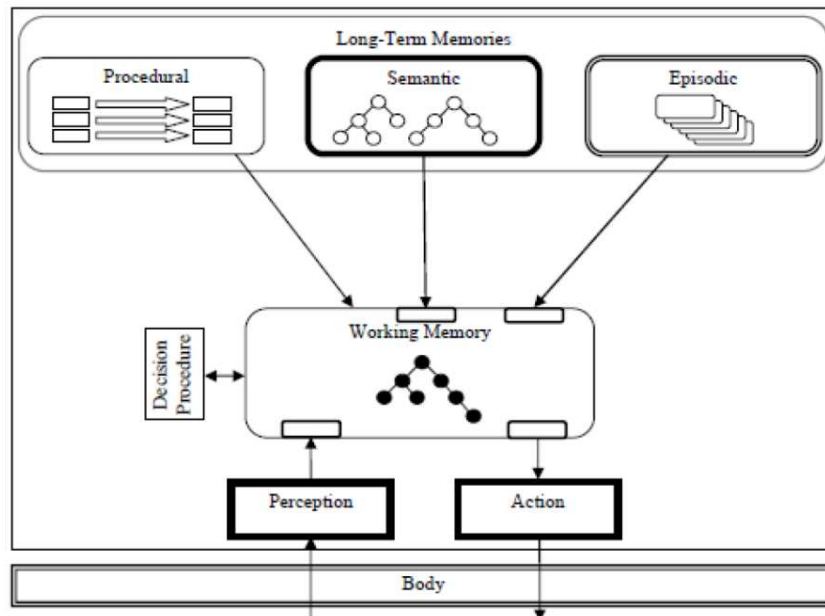 Long-Term Memories
Procedural
Semantic
Episodic
Working Memory
Decision
Procedure
Perception
Action
Body